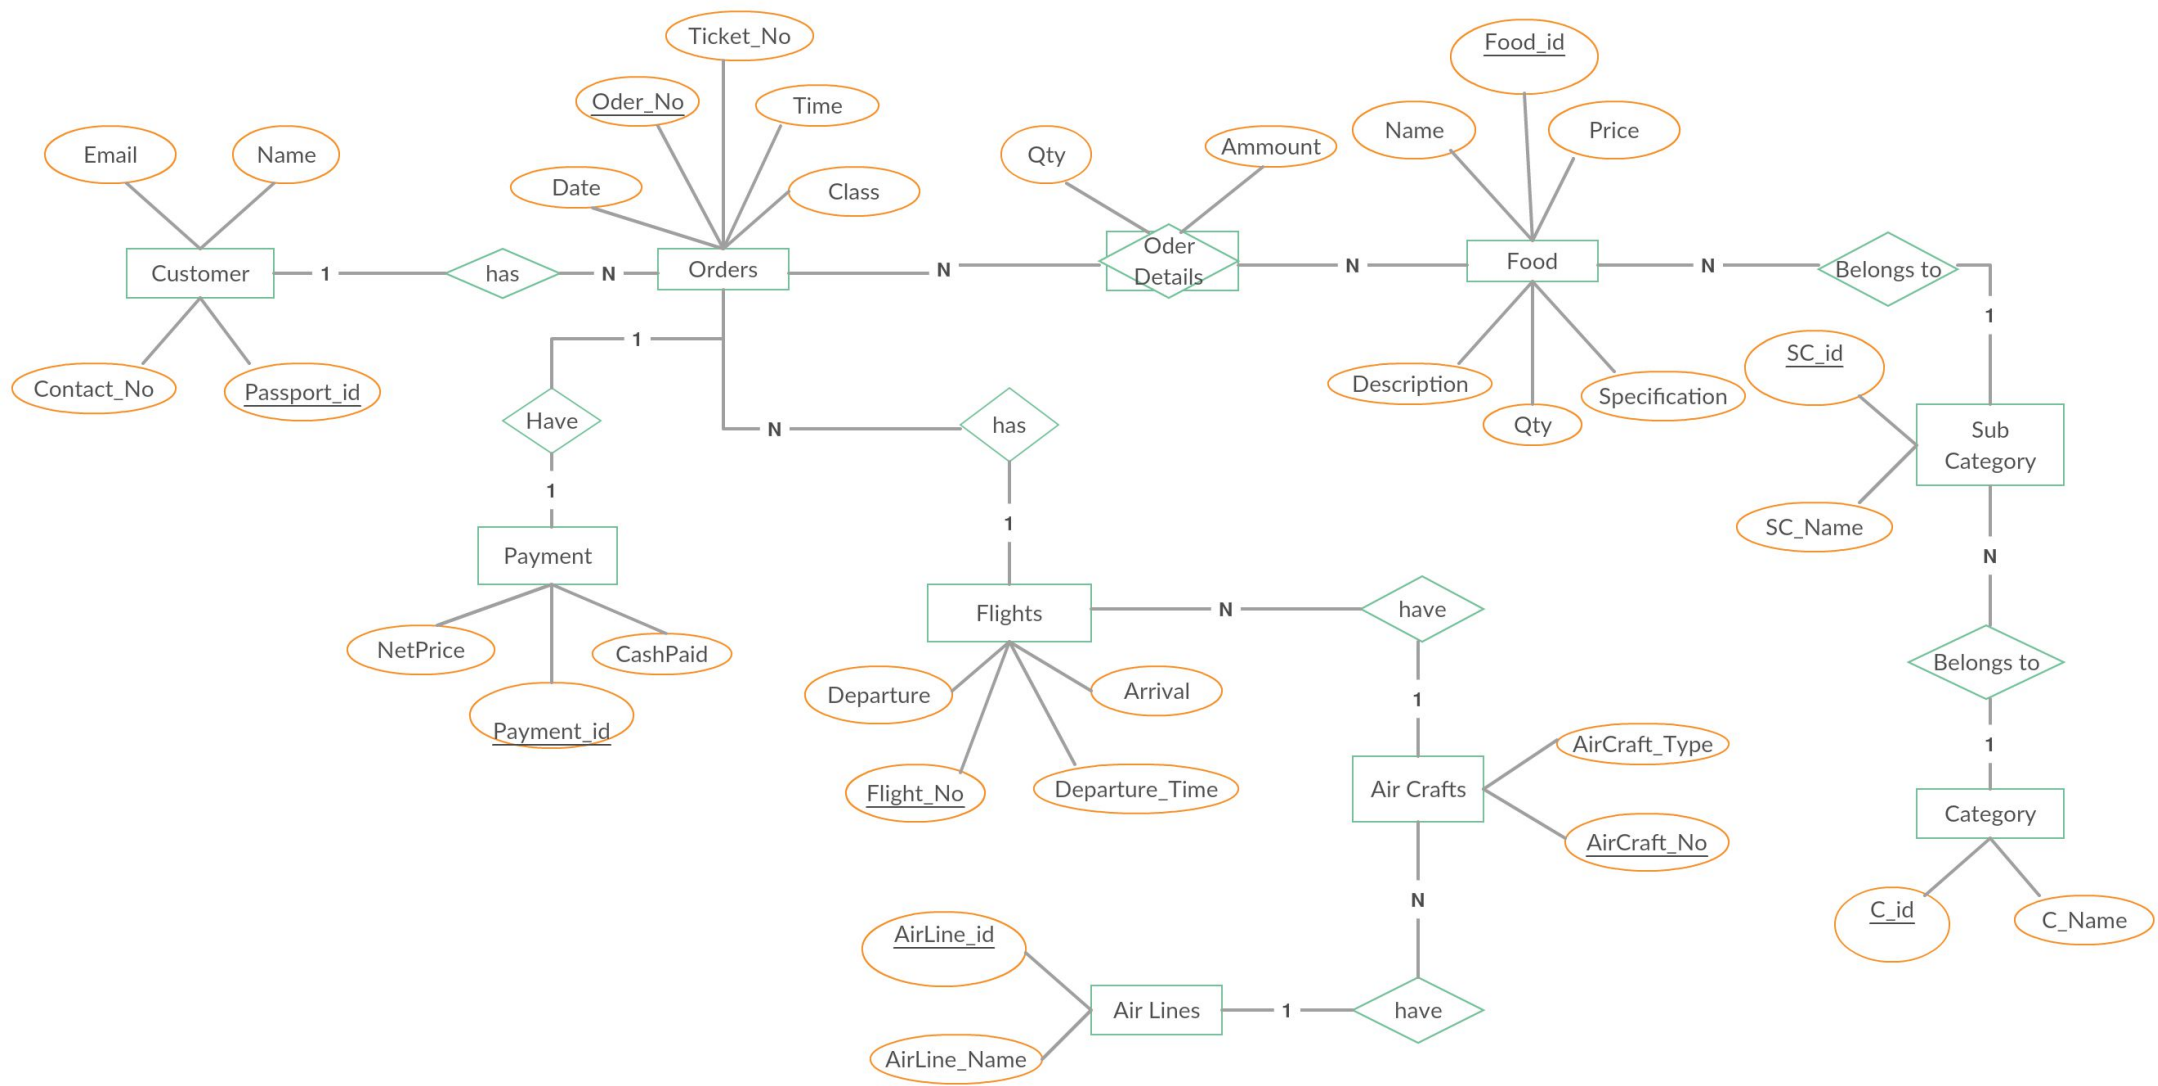 Ticket_No
Food_id
Oder_No
Time
Name
Price
Email
Name
Qty
Ammount
Date
Class
Customer
1
has
N
Orders
N
Oder
Details
N
Food
N
Belongs to
1
1
Contact_No
Passport_id
Have
N
has
Description
Qty
Specification
SC_id
Sub
Category
SC_Name
1
1
N
Payment
Flights
N
have
NetPrice
CashPaid
Payment_id
Departure
Arrival
Flight_No
Departure_Time
1
Belongs to
1
AirCraft_Type
Air Crafts
AirCraft_No
Category
N
C_id
C_Name
AirLine_id
Air Lines
1
have
AirLine_Name